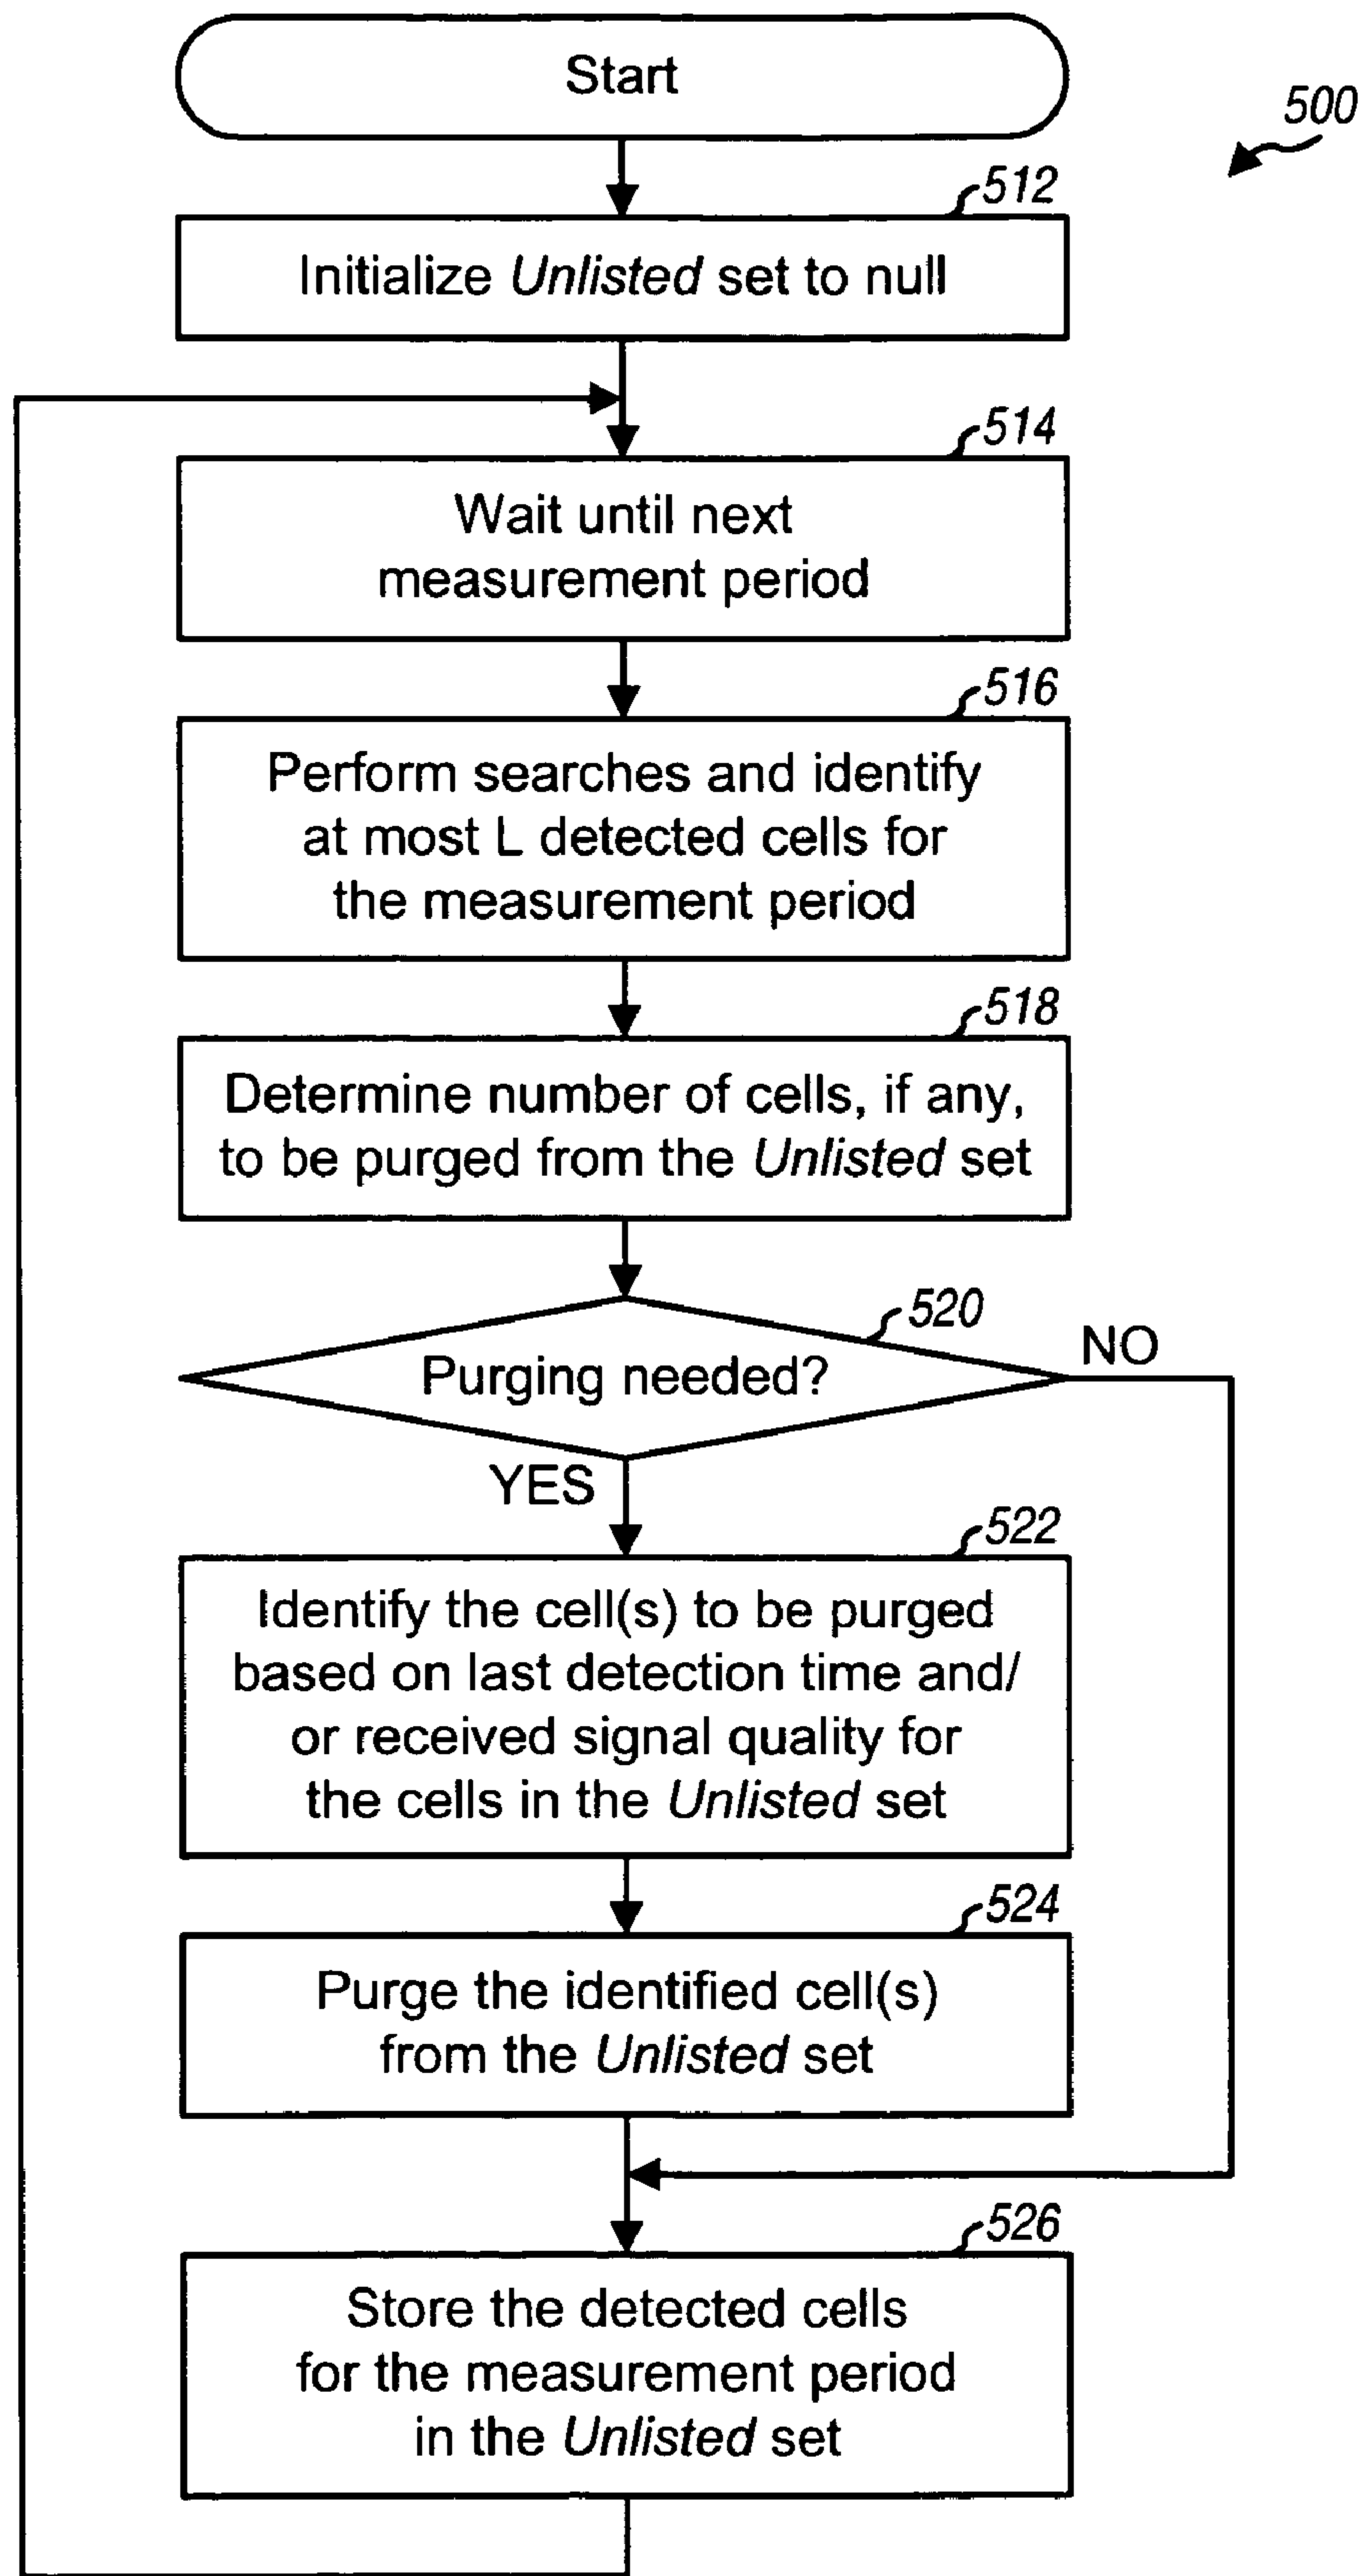 Start
500
512
Initialize Unlisted set to null
514
Wait until next
measurement period
516
Perform searches and identify
at most L detected cells for
the measurement period
518
Determine number of cells, if any,
to be purged from the Unlisted set
520
Purging needed?
NO
YES
522
Identify the cell(s) to be purged
based on last detection time and/
or received signal quality for
the cells in the Unlisted set
524
Purge the identified cell(s)
from the Unlisted set
526
Store the detected cells
for the measurement period
in the Unlisted set